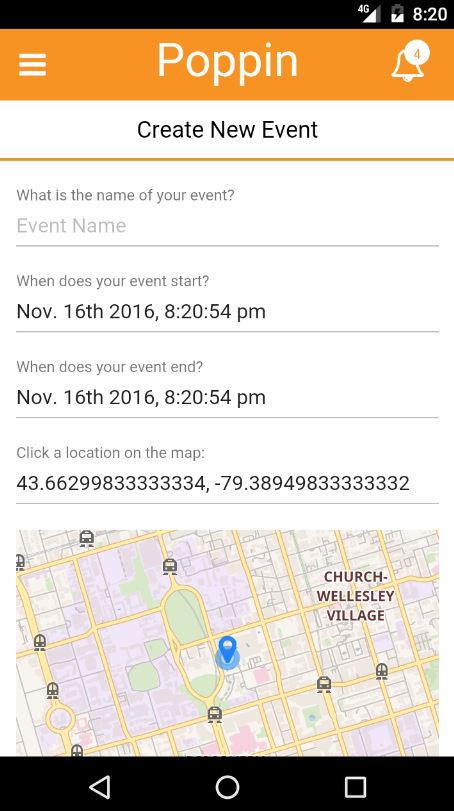 4G 8:20
Poppin
4
Create New Event
What is the name of your event?
Event Name
When does your event start?
Nov. 16th 2016, 8:20:54 pm
When does your event end?
Nov. 16th 2016, 8:20:54 pm
Click a location on the map:
43.66299833333334, -79.38949833333332
CHURCH-
WELLESLEY
VILLAGE